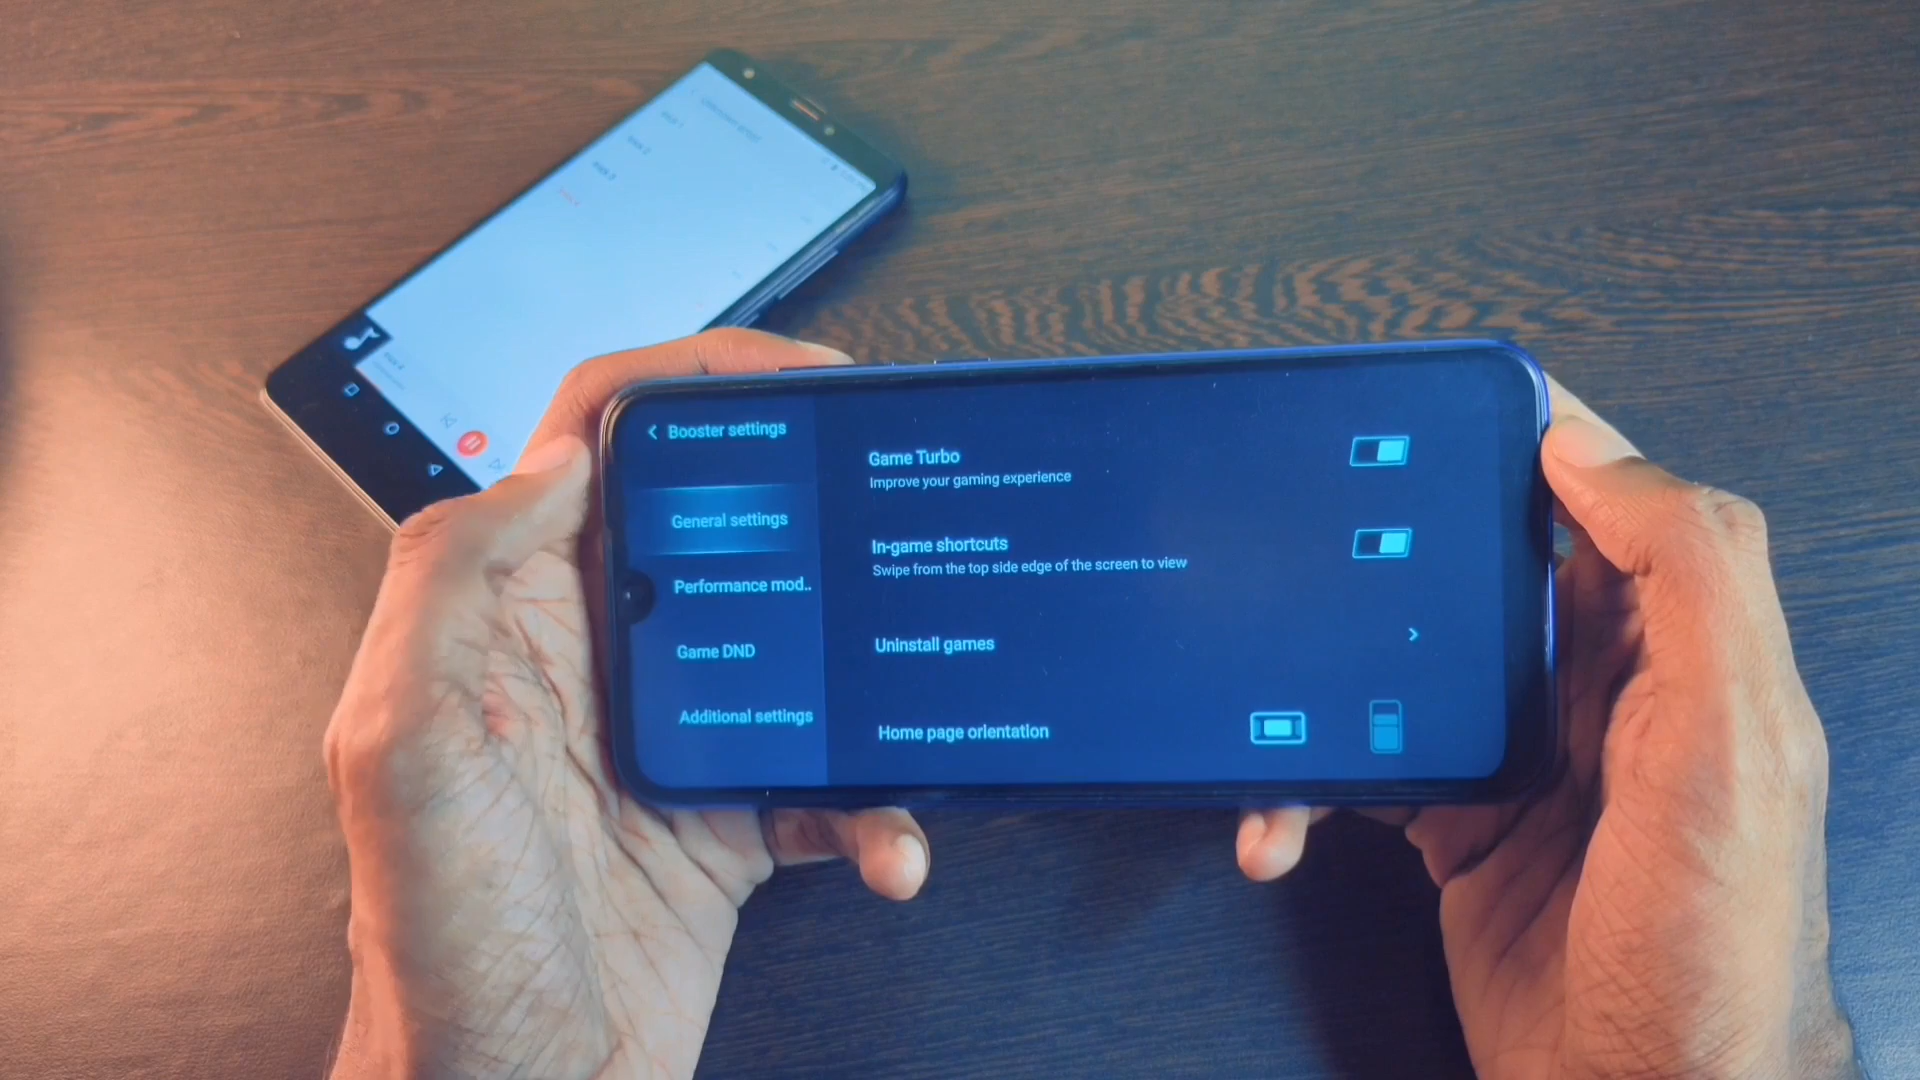 Booster settings
General settings
Performance mod..
Game DND
Additional settings
Game Turbo
Improve your gaming experience
In-game shortcuts
Swipe from the top side edge of the screen to view
Uninstall games
Home page orientation